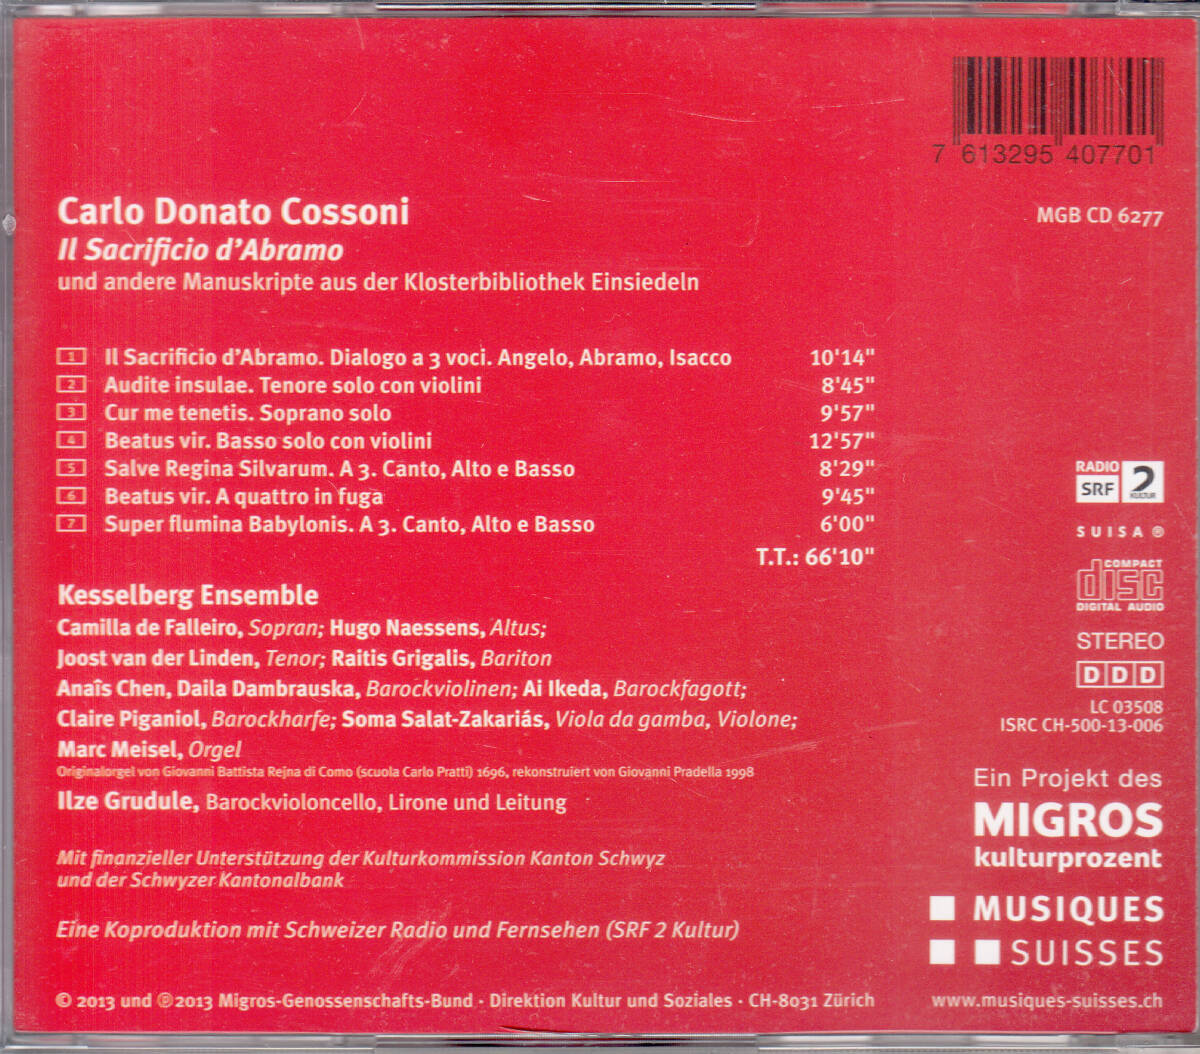 7 613295 407701
Carlo Donato Cossoni
MGB CD 6277
Il Sacrificio d'Abramo
und andere Manuskripte aus der Klosterbibliothek Einsiedeln
1 Il Sacrificio d'Abramo. Dialogo a 3 voci. Angelo, Abramo, Isacco 10'14"
2 Audite insulae. Tenore solo con violini 8'45"
3 Cur me tenetis. Soprano solo 9'57"
4 Beatus vir. Basso solo con violini 12'57"
5 Salve Regina Silvarum. A 3. Canto, Alto e Basso 8'29"
6 Beatus vir. A quattro in fuga 9'45"
7 Super flumina Babylonis. A 3. Canto, Alto e Basso 6'00"
T.T.: 66'10"
RADIO SRF 2 KULTUR
SUISA ®
COMPACT disc DIGITAL AUDIO
STEREO
DDD
LC 03508
ISRC CH-500-13-006
Kesselberg Ensemble
Camilla de Falleiro, Sopran; Hugo Naessens, Altus;
Joost van der Linden, Tenor; Raitis Grigalis, Bariton
Anaïs Chen, Daila Dambrauska, Barockviolinen; Ai Ikeda, Barockfagott;
Claire Piganiol, Barockharfe; Soma Salat-Zakariás, Viola da gamba, Violone;
Marc Meisel, Orgel
Originalorgel von Giovanni Battista Rejna di Como (scuola Carlo Pratti) 1696, rekonstruiert von Giovanni Pradella 1998
Ilze Grudule, Barockvioloncello, Lirone und Leitung
Mit finanzieller Unterstützung der Kulturkommission Kanton Schwyz
und der Schwyzer Kantonalbank
Eine Koproduktion mit Schweizer Radio und Fernsehen (SRF 2 Kultur)
Ein Projekt des
MIGROS
kulturprozent
MUSIQUES
SUISSES
© 2013 und ℗ 2013 Migros-Genossenschafts-Bund · Direktion Kultur und Soziales · CH-8031 Zürich
www.musiques-suisses.ch